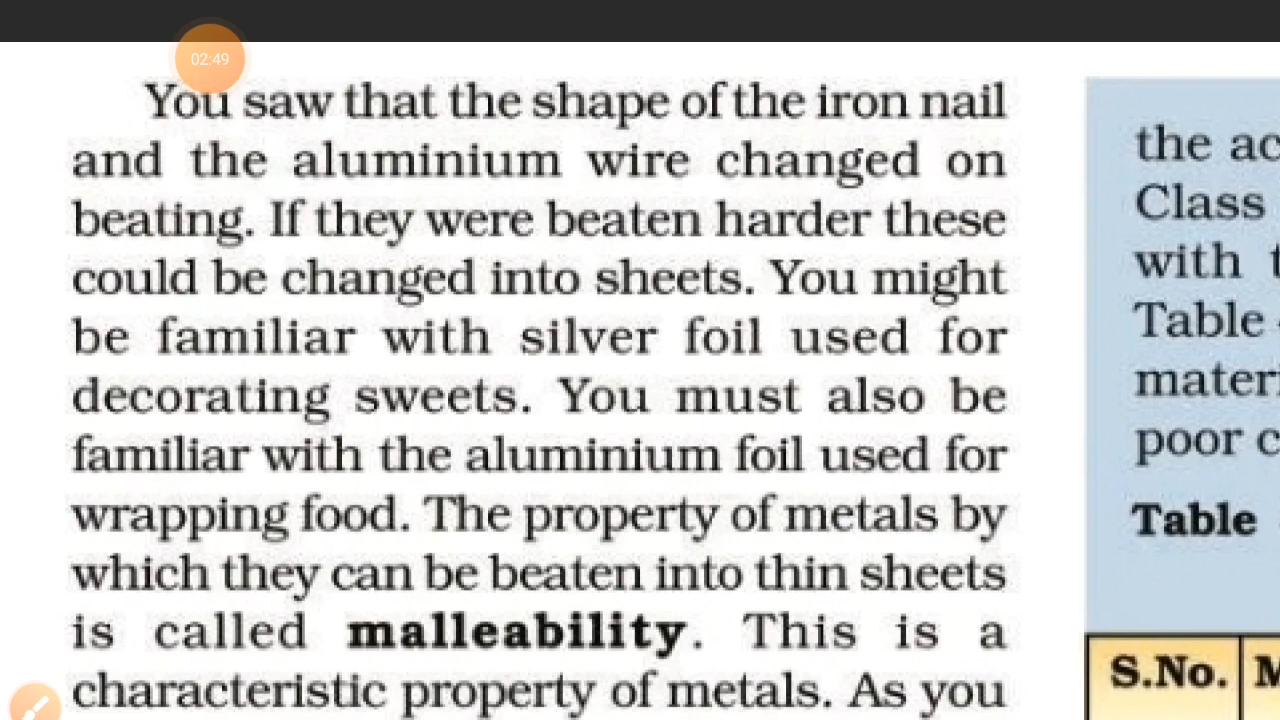 02:49
You saw that the shape of the iron nail
and the aluminium wire changed on
beating. If they were beaten harder these
could be changed into sheets. You might
be familiar with silver foil used for
decorating sweets. You must also be
familiar with the aluminium foil used for
wrapping food. The property of metals by
which they can be beaten into thin sheets
is called malleability. This is a
characteristic property of metals. As you
the
Class
with
Table
poor
Table
S.No.